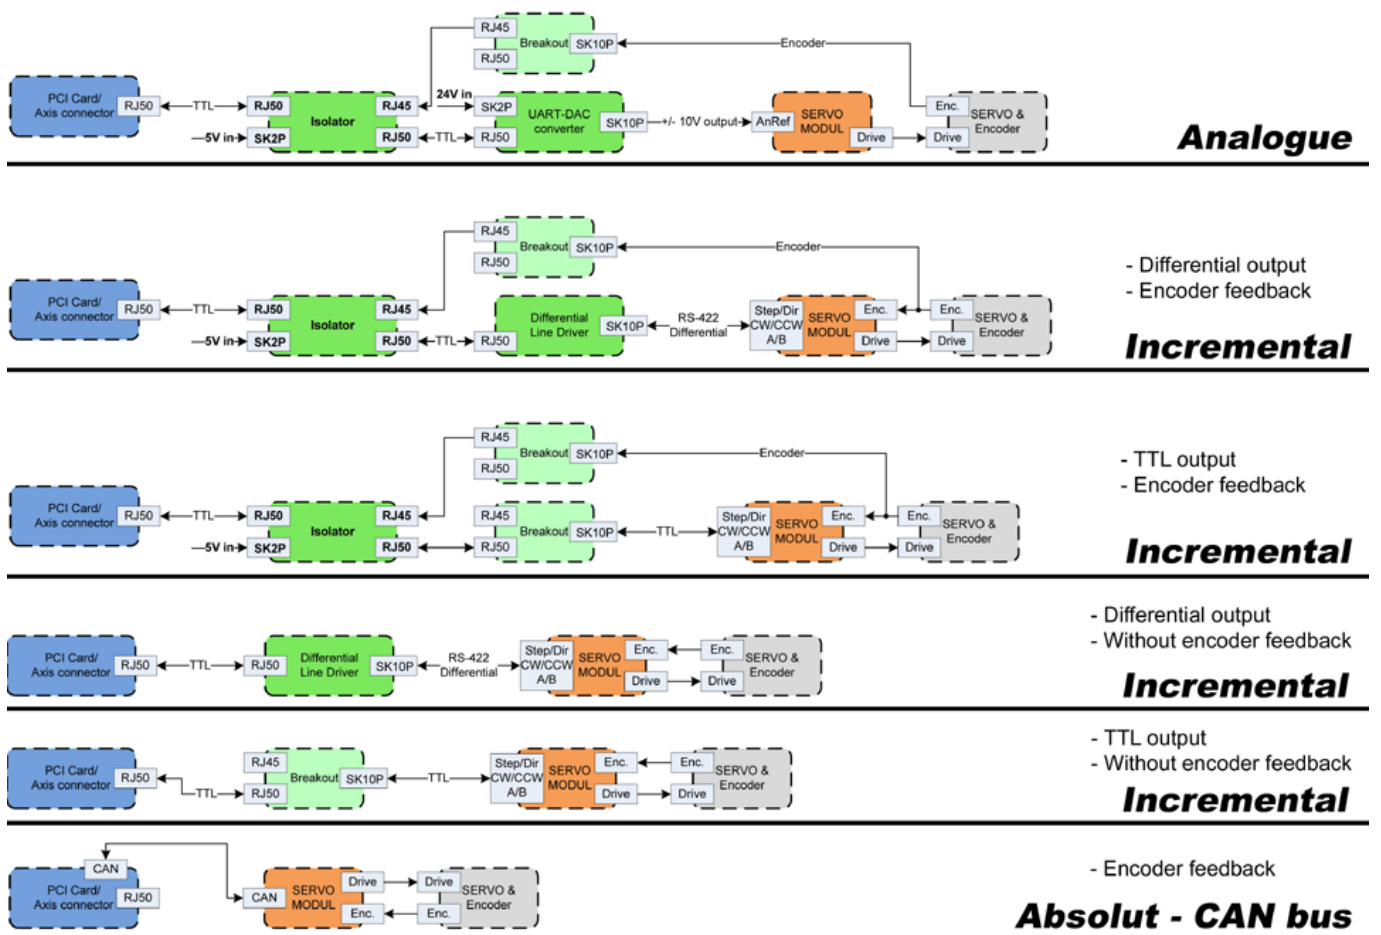 RJ45
Breakout
SK10P
Encoder
RJ50
PCI Card/
Axis connector
RJ50
TTL
RJ50
RJ45
Isolator
5V in
SK2P
RJ50
TTL
24V in
SK2P
UART-DAC
converter
RJ50
SK10P
+/- 10V output
AnRef
SERVO
MODUL
Drive
Enc.
SERVO &
Encoder
Drive
Analogue
RJ45
Breakout
SK10P
Encoder
RJ50
PCI Card/
Axis connector
RJ50
TTL
RJ50
RJ45
Isolator
5V in
SK2P
RJ50
TTL
RJ50
Differential
Line Driver
SK10P
RS-422
Differential
Step/Dir
CW/CCW
A/B
SERVO
MODUL
Enc.
Drive
Enc.
SERVO &
Encoder
Drive
- Differential output
- Encoder feedback
Incremental
RJ45
Breakout
SK10P
Encoder
RJ50
PCI Card/
Axis connector
RJ50
TTL
RJ50
RJ45
Isolator
5V in
SK2P
RJ50
RJ45
Breakout
SK10P
RJ50
TTL
Step/Dir
CW/CCW
A/B
SERVO
MODUL
Enc.
Drive
Enc.
SERVO &
Encoder
Drive
- TTL output
- Encoder feedback
Incremental
PCI Card/
Axis connector
RJ50
TTL
RJ50
Differential
Line Driver
SK10P
RS-422
Differential
Step/Dir
CW/CCW
A/B
SERVO
MODUL
Enc.
Drive
Enc.
SERVO &
Encoder
Drive
- Differential output
- Without encoder feedback
Incremental
PCI Card/
Axis connector
RJ50
TTL
RJ45
Breakout
SK10P
RJ50
TTL
Step/Dir
CW/CCW
A/B
SERVO
MODUL
Enc.
Drive
Enc.
SERVO &
Encoder
Drive
- TTL output
- Without encoder feedback
Incremental
CAN
PCI Card/
Axis connector
RJ50
CAN
SERVO
MODUL
Drive
Enc.
Drive
SERVO &
Encoder
Enc.
- Encoder feedback
Absolut - CAN bus